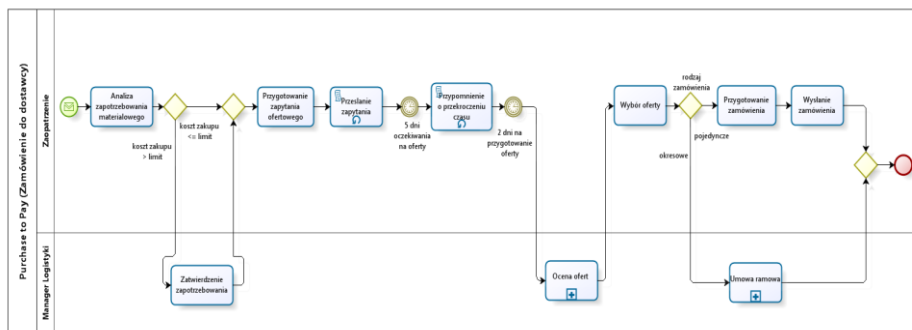 Purchase to Pay (Zamówienie do dostawcy)
Zaopatrzenie
Analiza
zapotrzebowania
materiałowego
koszt zakupu
<= limit
koszt zakupu
> limit
Przygotowanie
zapytania
ofertowego
Przesłanie
zapytania
5 dni
oczekiwania
na oferty
Przypomnienie
o przekroczeniu
czasu
2 dni na
przygotowanie
oferty
Wybór oferty
rodzaj
zamówienia
pojedyncze
okresowe
Przygotowanie
zamówienia
Wysłanie
zamówienia
Manager Logistyki
Zatwierdzenie
zapotrzebowania
Ocena ofert
Umowa ramowa